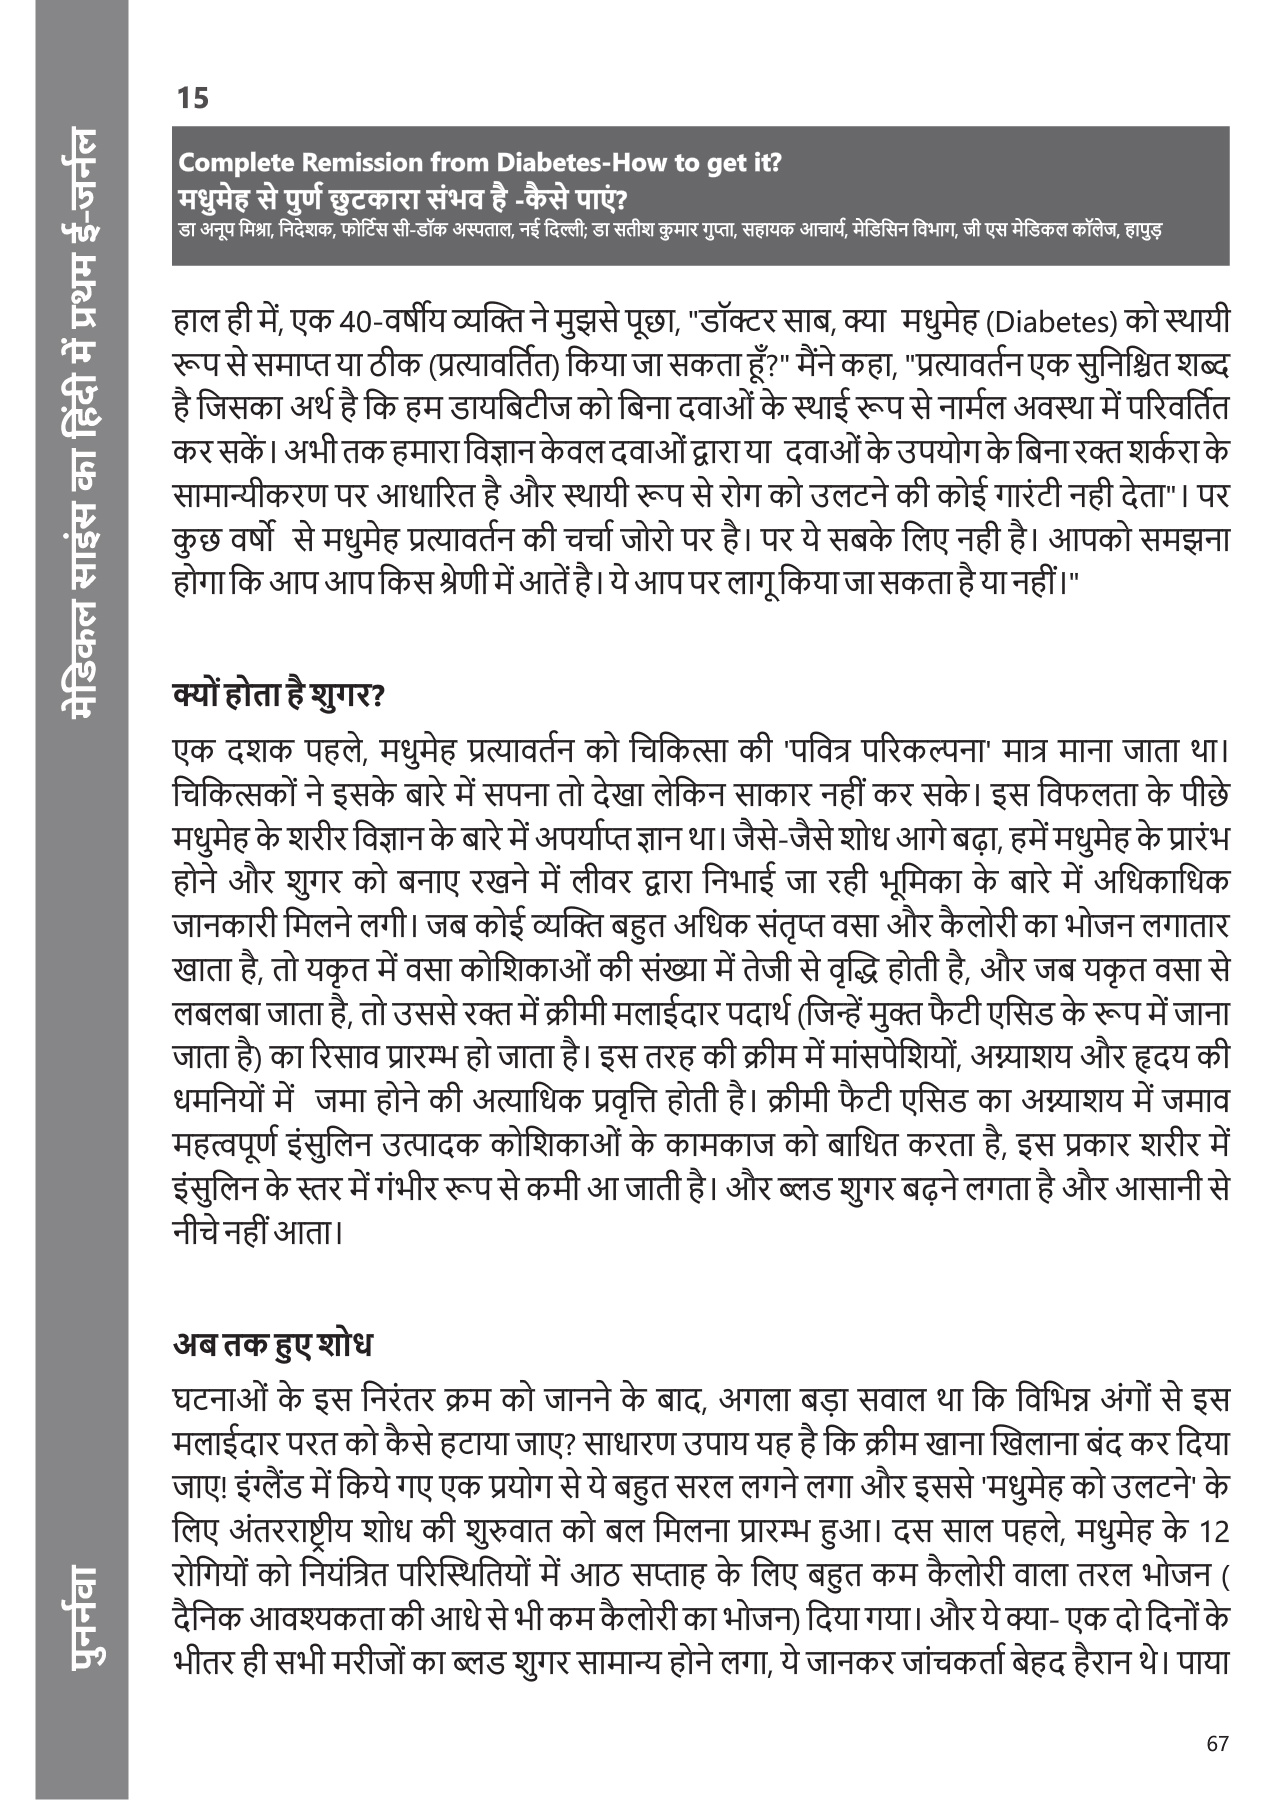 मेडिकल साइंस का हिंदी में प्रथम ई-जर्नल
पुनर्नवा
15
Complete Remission from Diabetes-How to get it?
मधुमेह से पुर्ण छुटकारा संभव है -कैसे पाएं?
डा अनूप मिश्रा, निदेशक, फोर्टिस सी-डॉक अस्पताल, नई दिल्ली; डा सतीश कुमार गुप्ता, सहायक आचार्य, मेडिसिन विभाग, जी एस मेडिकल कॉलेज, हापुड़
हाल ही में, एक 40-वर्षीय व्यक्ति ने मुझसे पूछा, "डॉक्टर साब, क्या मधुमेह (Diabetes) को स्थायी
रूप से समाप्त या ठीक (प्रत्यावर्तित) किया जा सकता हूँ?" मैंने कहा, "प्रत्यावर्तन एक सुनिश्चित शब्द
है जिसका अर्थ है कि हम डायबिटीज को बिना दवाओं के स्थाई रूप से नार्मल अवस्था में परिवर्तित
कर सकें। अभी तक हमारा विज्ञान केवल दवाओं द्वारा या दवाओं के उपयोग के बिना रक्त शर्करा के
सामान्यीकरण पर आधारित है और स्थायी रूप से रोग को उलटने की कोई गारंटी नही देता"। पर
कुछ वर्षो से मधुमेह प्रत्यावर्तन की चर्चा जोरो पर है। पर ये सबके लिए नही है। आपको समझना
होगा कि आप आप किस श्रेणी में आतें है। ये आप पर लागू किया जा सकता है या नहीं।"
क्यों होता है शुगर?
एक दशक पहले, मधुमेह प्रत्यावर्तन को चिकित्सा की 'पवित्र परिकल्पना' मात्र माना जाता था।
चिकित्सकों ने इसके बारे में सपना तो देखा लेकिन साकार नहीं कर सके। इस विफलता के पीछे
मधुमेह के शरीर विज्ञान के बारे में अपर्याप्त ज्ञान था। जैसे-जैसे शोध आगे बढ़ा, हमें मधुमेह के प्रारंभ
होने और शुगर को बनाए रखने में लीवर द्वारा निभाई जा रही भूमिका के बारे में अधिकाधिक
जानकारी मिलने लगी। जब कोई व्यक्ति बहुत अधिक संतृप्त वसा और कैलोरी का भोजन लगातार
खाता है, तो यकृत में वसा कोशिकाओं की संख्या में तेजी से वृद्धि होती है, और जब यकृत वसा से
लबलबा जाता है, तो उससे रक्त में क्रीमी मलाईदार पदार्थ (जिन्हें मुक्त फैटी एसिड के रूप में जाना
जाता है) का रिसाव प्रारम्भ हो जाता है। इस तरह की क्रीम में मांसपेशियों, अग्न्याशय और हृदय की
धमनियों में जमा होने की अत्याधिक प्रवृत्ति होती है। क्रीमी फैटी एसिड का अग्न्याशय में जमाव
महत्वपूर्ण इंसुलिन उत्पादक कोशिकाओं के कामकाज को बाधित करता है, इस प्रकार शरीर में
इंसुलिन के स्तर में गंभीर रूप से कमी आ जाती है। और ब्लड शुगर बढ़ने लगता है और आसानी से
नीचे नहीं आता।
अब तक हुए शोध
घटनाओं के इस निरंतर क्रम को जानने के बाद, अगला बड़ा सवाल था कि विभिन्न अंगों से इस
मलाईदार परत को कैसे हटाया जाए? साधारण उपाय यह है कि क्रीम खाना खिलाना बंद कर दिया
जाए! इंग्लैंड में किये गए एक प्रयोग से ये बहुत सरल लगने लगा और इससे 'मधुमेह को उलटने' के
लिए अंतरराष्ट्रीय शोध की शुरुवात को बल मिलना प्रारम्भ हुआ। दस साल पहले, मधुमेह के 12
रोगियों को नियंत्रित परिस्थितियों में आठ सप्ताह के लिए बहुत कम कैलोरी वाला तरल भोजन (
दैनिक आवश्यकता की आधे से भी कम कैलोरी का भोजन) दिया गया। और ये क्या- एक दो दिनों के
भीतर ही सभी मरीजों का ब्लड शुगर सामान्य होने लगा, ये जानकर जांचकर्ता बेहद हैरान थे। पाया
67